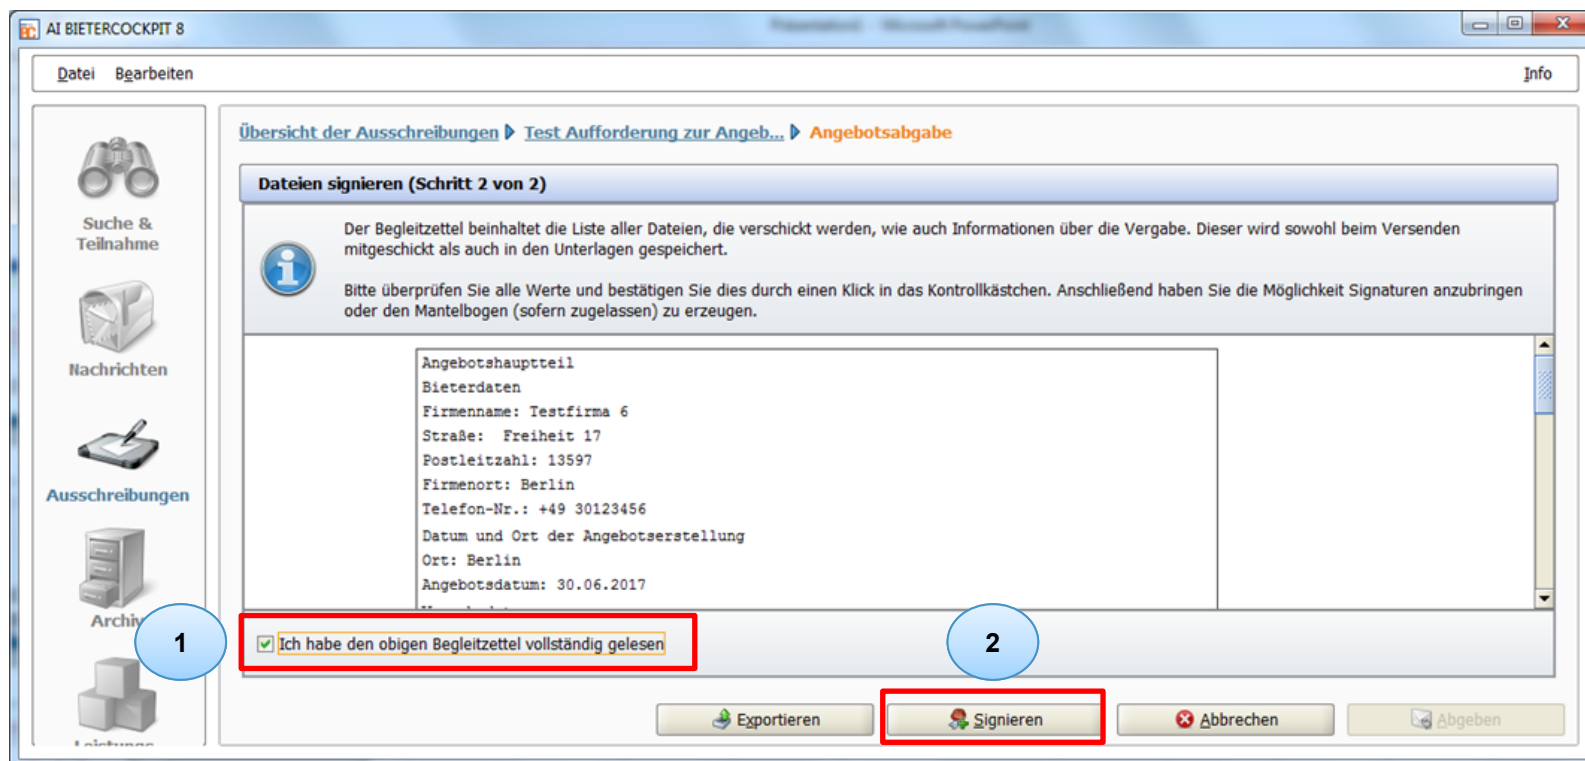 AI BIETERCOCKPIT 8
Datei Bearbeiten Info
Übersicht der Ausschreibungen Test Aufforderung zur Angeb... Angebotsabgabe
Dateien signieren (Schritt 2 von 2)
Suche &
Teilnahme
Nachrichten
Ausschreibungen
Archiv
Der Begleitzettel beinhaltet die Liste aller Dateien, die verschickt werden, wie auch Informationen über die Vergabe. Dieser wird sowohl beim Versenden
mitgeschickt als auch in den Unterlagen gespeichert.
Bitte überprüfen Sie alle Werte und bestätigen Sie dies durch einen Klick in das Kontrollkästchen. Anschließend haben Sie die Möglichkeit Signaturen anzubringen
oder den Mantelbogen (sofern zugelassen) zu erzeugen.
Angebotshauptteil
Bieterdaten
Firmenname: Testfirma 6
Straße: Freiheit 17
Postleitzahl: 13597
Firmenort: Berlin
Telefon-Nr.: +49 30123456
Datum und Ort der Angebotserstellung
Ort: Berlin
Angebotsdatum: 30.06.2017
1
Ich habe den obigen Begleitzettel vollständig gelesen
2
Exportieren Signieren Abbrechen Abgeben